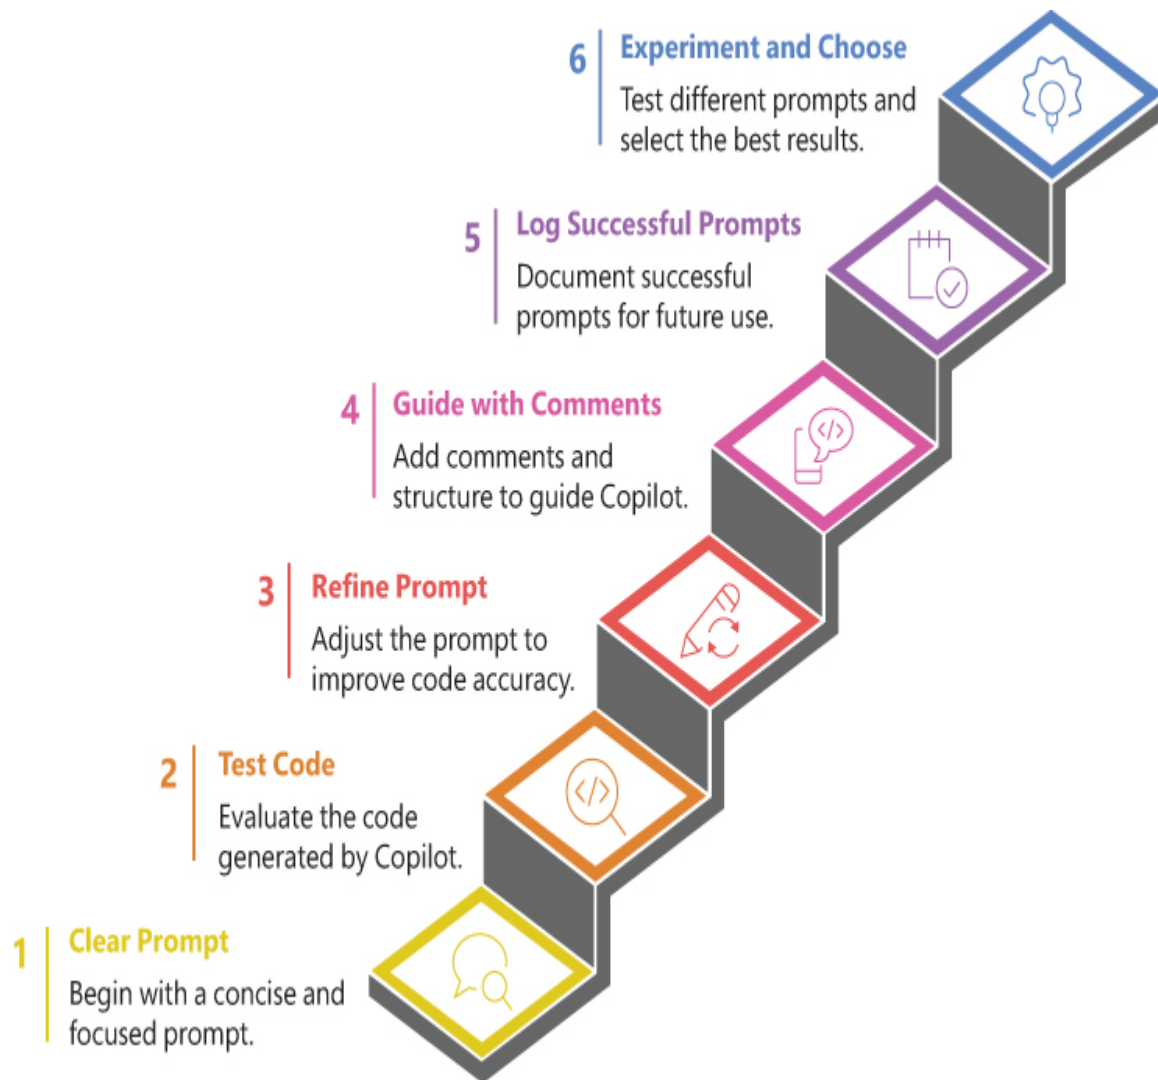 6
Experiment and Choose
Test different prompts and
select the best results.
5
Log Successful Prompts
Document successful
prompts for future use.
4
Guide with Comments
Add comments and
structure to guide Copilot.
3
Refine Prompt
Adjust the prompt to
improve code accuracy.
2
Test Code
Evaluate the code
generated by Copilot.
1
Clear Prompt
Begin with a concise and
focused prompt.